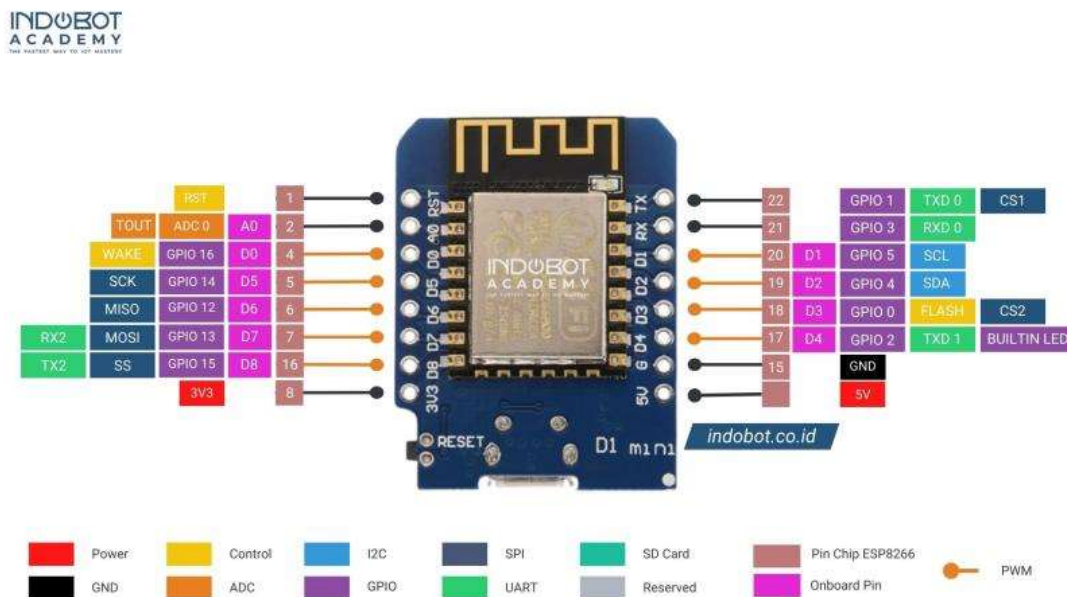 INDOBOT
ACADEMY
THE FASTEST WAY TO IOT MASTERY
RST 1
TOUT ADC 0 A0 2
WAKE GPIO 16 D0 4
SCK GPIO 14 D5 5
MISO GPIO 12 D6 6
RX2 MOSI GPIO 13 D7 7
TX2 SS GPIO 15 D8 16
3V3 8
RST
A0
D0
D5
D6
D7
D8
3V3
INDOBOT
ACADEMY
TX
RX
D1
D2
D3
D4
G
5V
RESET
D1 mini
22 GPIO 1 TXD 0 CS1
21 GPIO 3 RXD 0
20 D1 GPIO 5 SCL
19 D2 GPIO 4 SDA
18 D3 GPIO 0 FLASH CS2
17 D4 GPIO 2 TXD 1 BUILTIN LED
15 GND
5V
indobot.co.id
Power Control I2C SPI SD Card Pin Chip ESP8266
GND ADC GPIO UART Reserved Onboard Pin
PWM